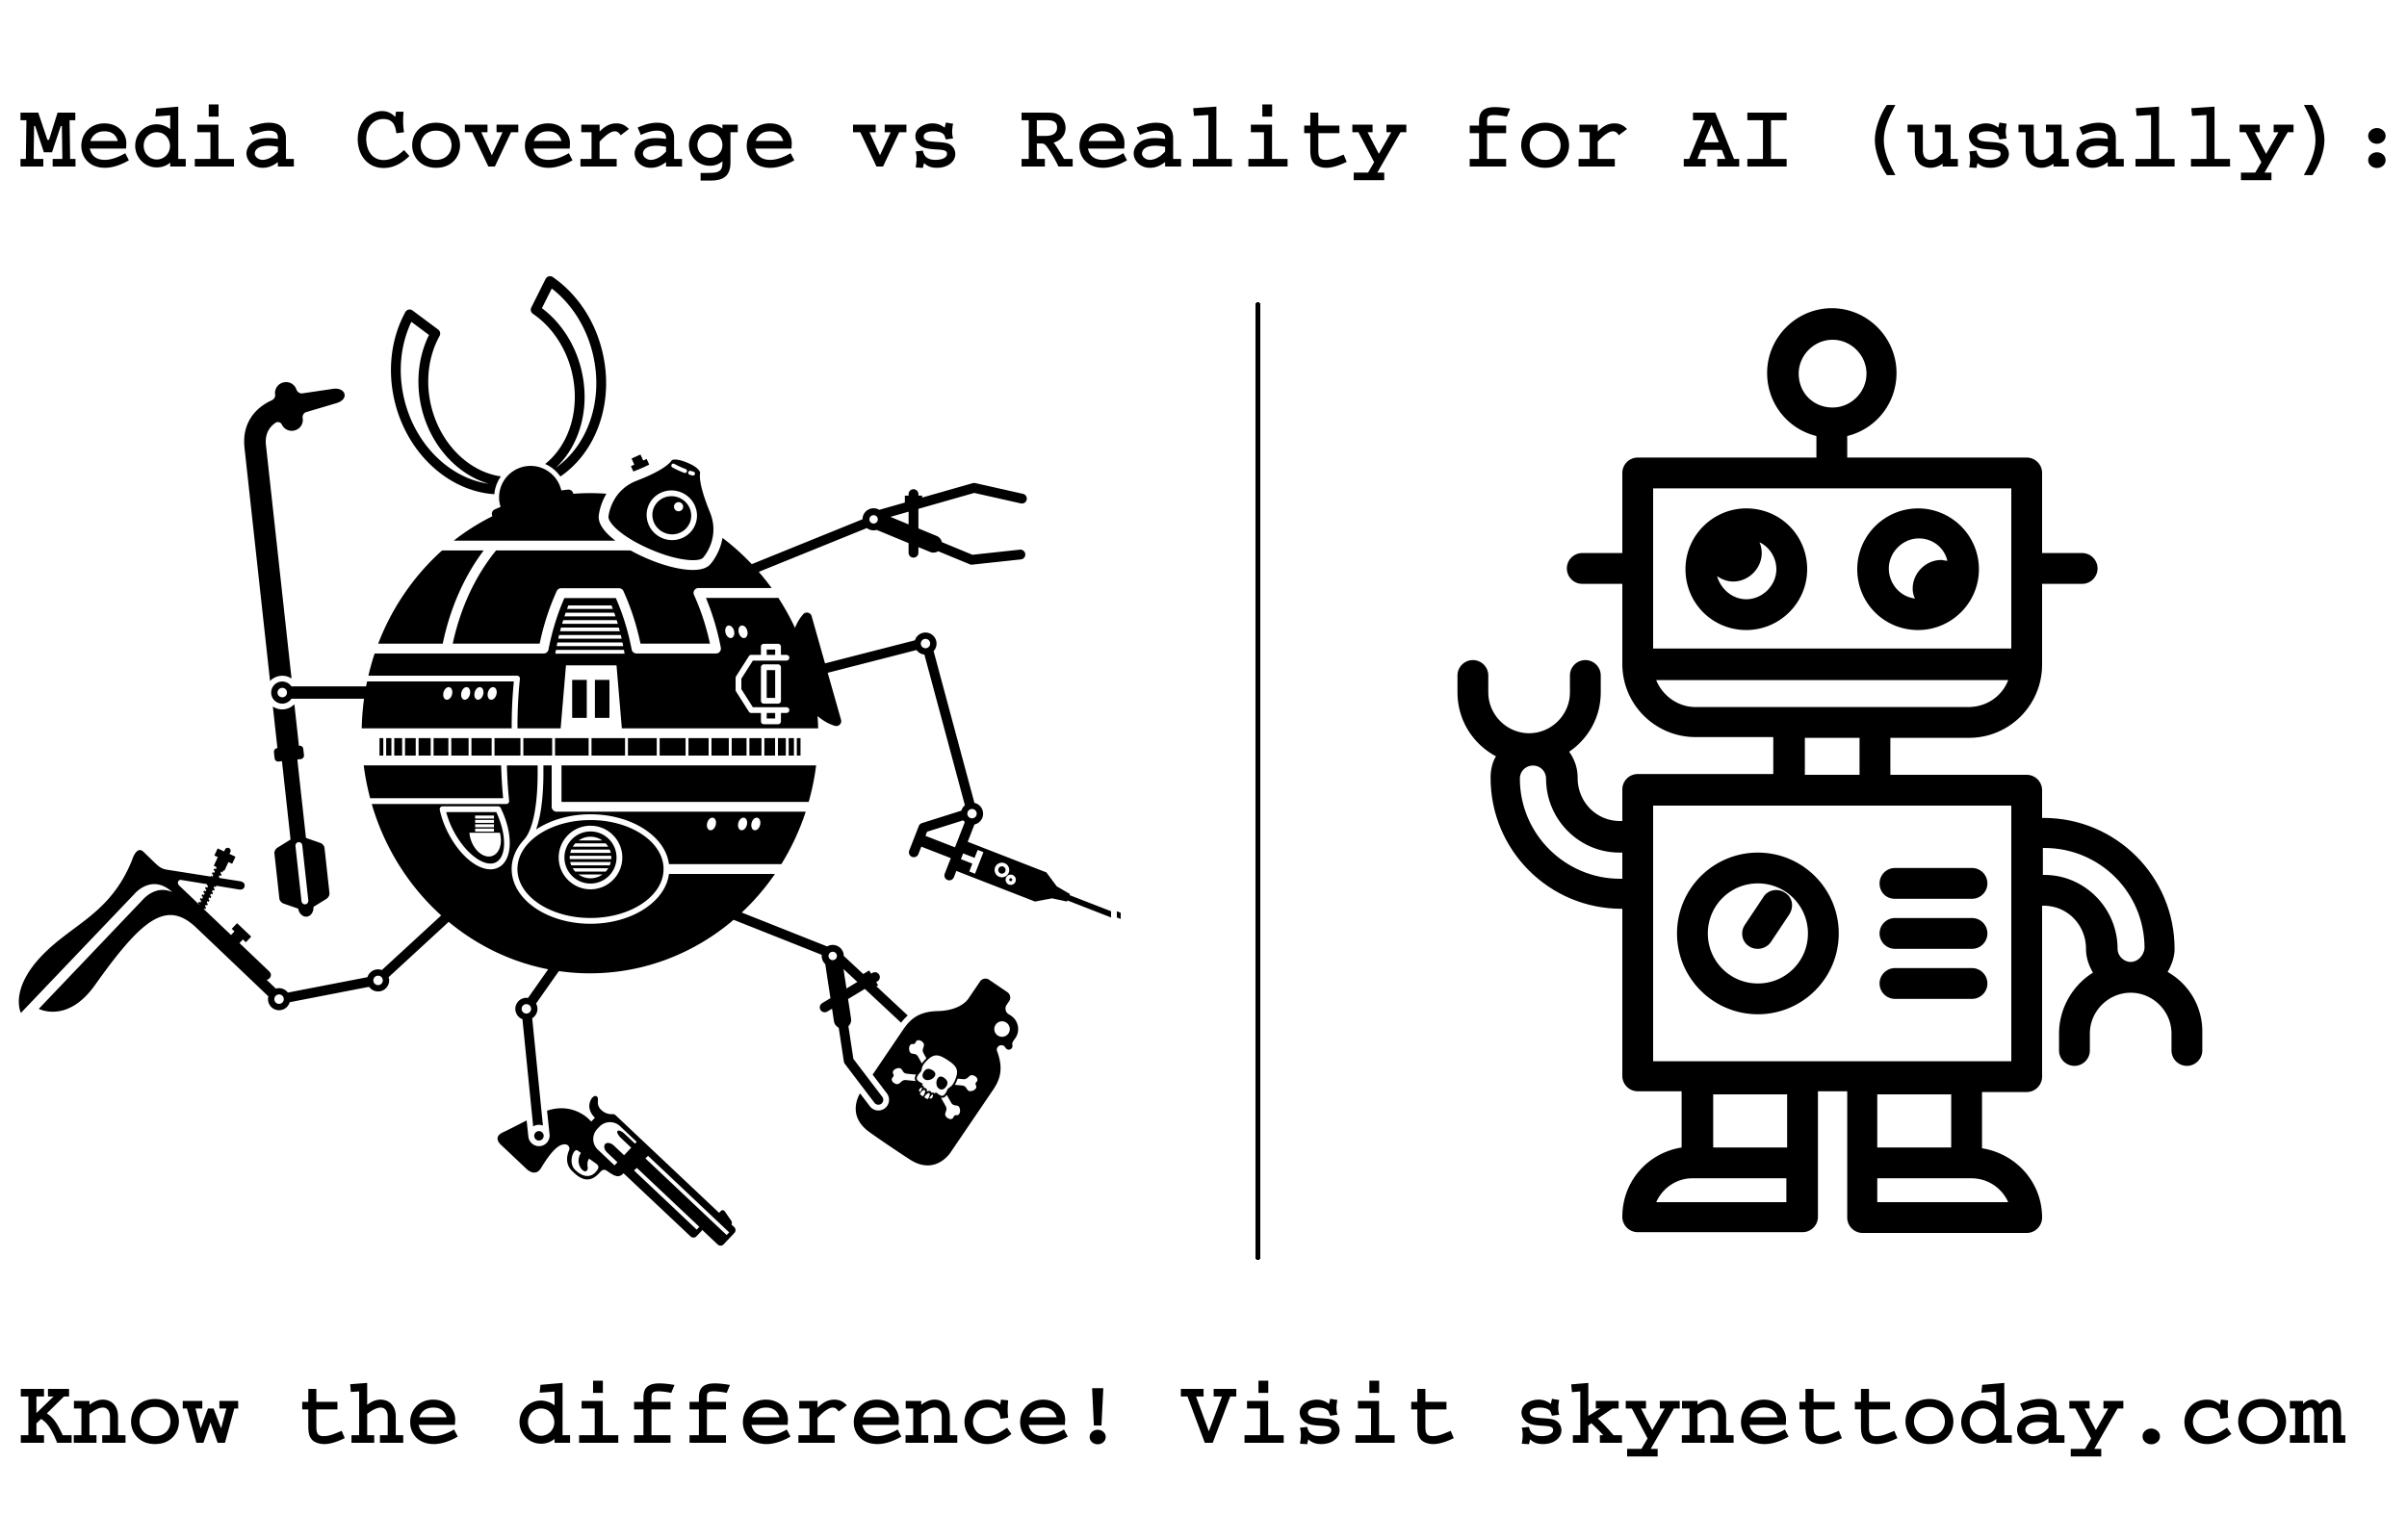 Media Coverage vs Reality for AI (usually):
Know the difference! Visit skynettoday.com